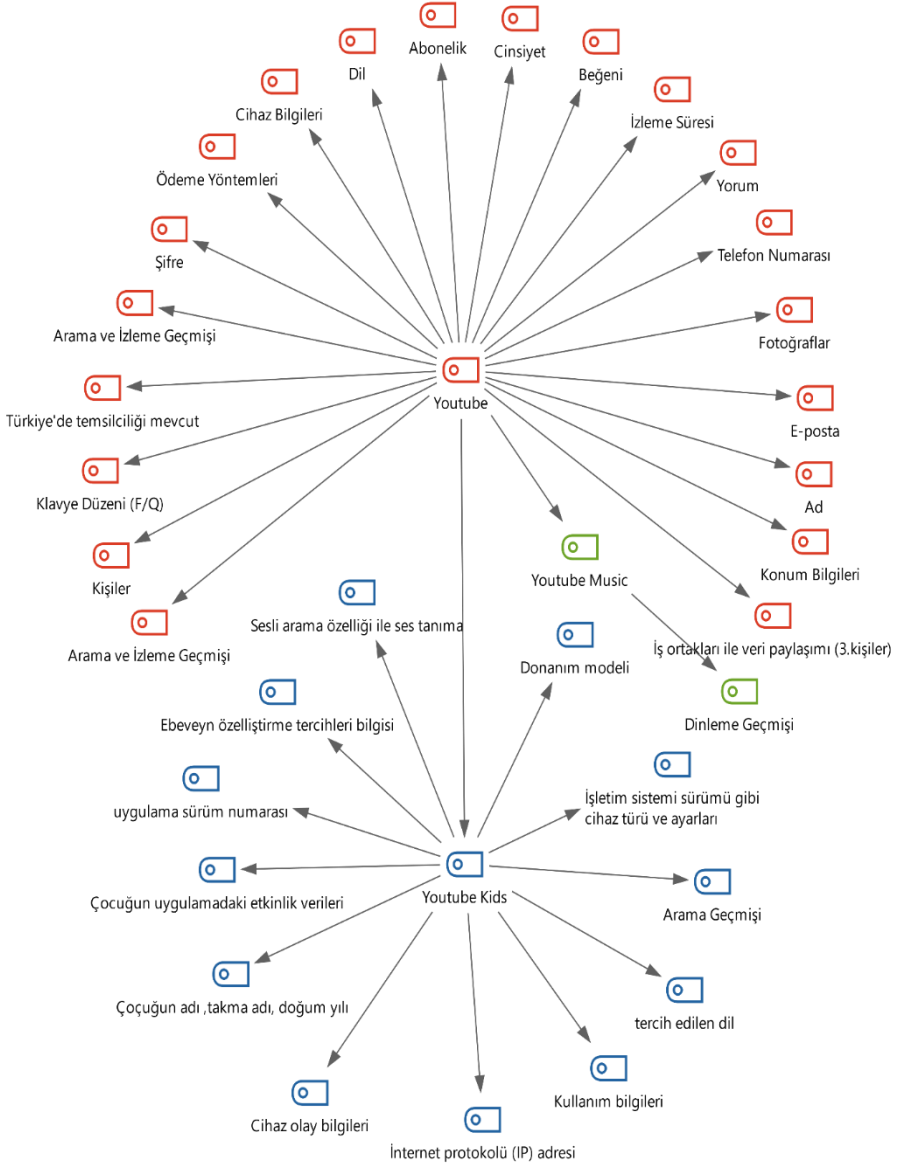 Abonelik
Cinsiyet
Dil
Beğeni
Cihaz Bilgileri
İzleme Süresi
Ödeme Yöntemleri
Yorum
Şifre
Telefon Numarası
Arama ve İzleme Geçmişi
Fotoğraflar
Youtube
Türkiye'de temsilciliği mevcut
E-posta
Klavye Düzeni (F/Q)
Ad
Kişiler
Youtube Music
Konum Bilgileri
Sesli arama özelliği ile ses tanıma
Arama ve İzleme Geçmişi
İş ortakları ile veri paylaşımı (3.kişiler)
Donanım modeli
Ebeveyn özelliştirme tercihleri bilgisi
Dinleme Geçmişi
uygulama sürüm numarası
İşletim sistemi sürümü gibi
cihaz türü ve ayarları
Çocuğun uygulamadaki etkinlik verileri
Youtube Kids
Arama Geçmişi
Çoçuğun adı ,takma adı, doğum yılı
tercih edilen dil
Cihaz olay bilgileri
Kullanım bilgileri
İnternet protokolü (IP) adresi